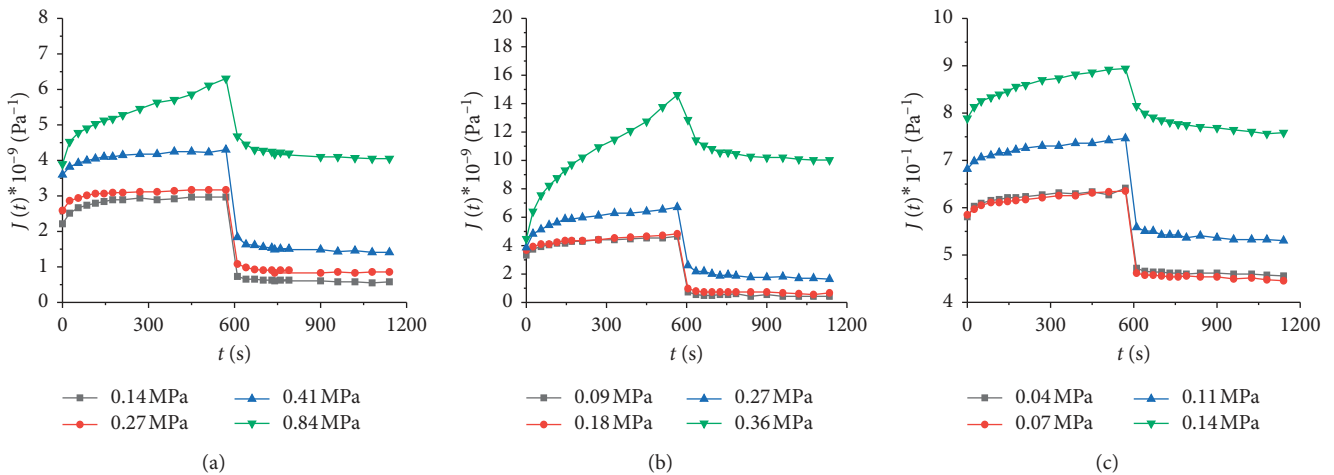 8
7
6
5
4
3
2
1
0
J (t)* 10⁻⁹ (Pa⁻¹)
0 300 600 900 1200
t (s)
0.14 MPa 0.41 MPa
0.27 MPa 0.84 MPa
(a)
20
18
16
14
12
10
8
6
4
2
0
J (t)* 10⁻⁹ (Pa⁻¹)
0 300 600 900 1200
t (s)
0.09 MPa 0.27 MPa
0.18 MPa 0.36 MPa
(b)
10
9
8
7
6
5
4
J (t)* 10⁻¹ (Pa⁻¹)
0 300 600 900 1200
t (s)
0.04 MPa 0.11 MPa
0.07 MPa 0.14 MPa
(c)